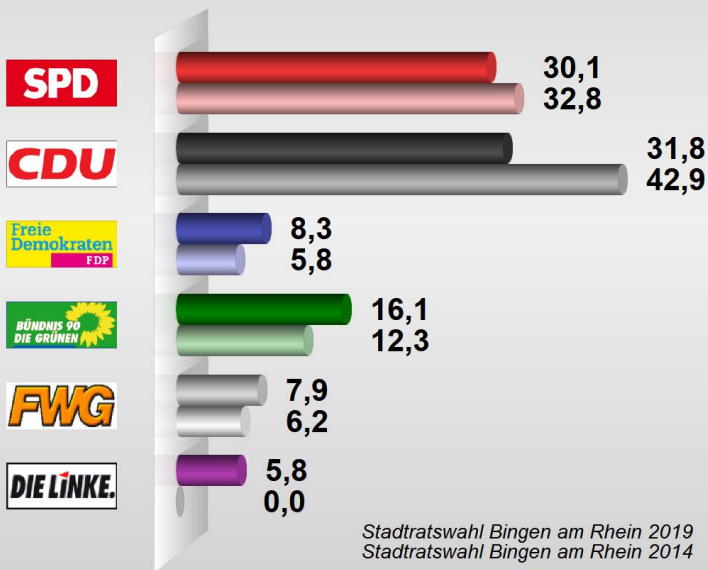 SPD
30,1
32,8
CDU
31,8
42,9
Freie
Demokraten
FDP
8,3
5,8
BÜNDNIS 90
DIE GRÜNEN
16,1
12,3
FWG
7,9
6,2
DIE LiNKE.
5,8
0,0
Stadtratswahl Bingen am Rhein 2019
Stadtratswahl Bingen am Rhein 2014